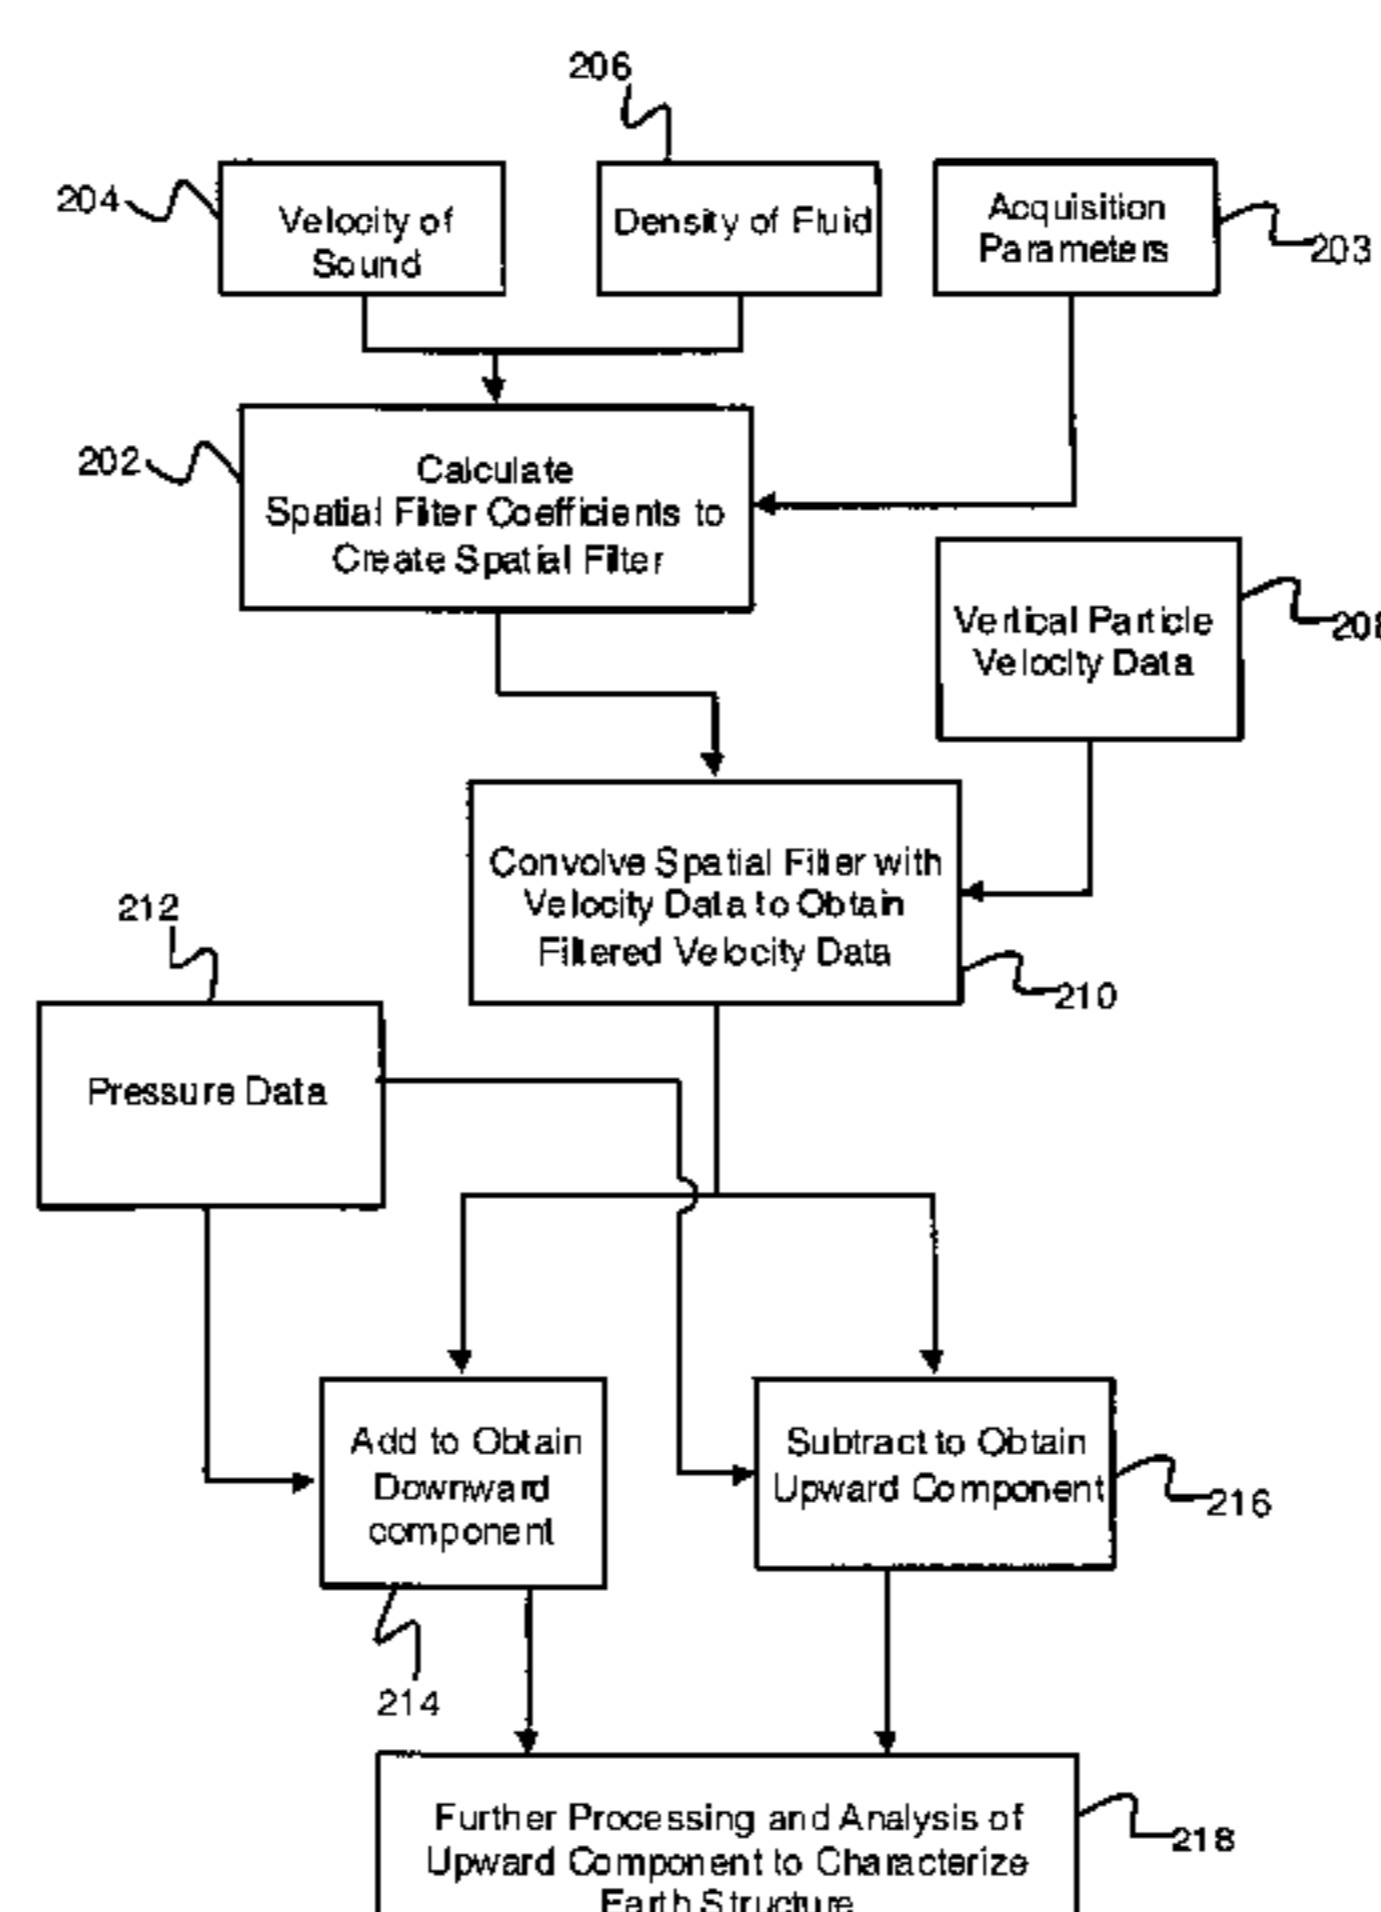 206
204
Velocity of
Sound
Density of Fluid
Acquisition
Parameters
203
202
Calculate
Spatial Filter Coefficients to
Create Spatial Filter
Vertical Particle
Velocity Data
208
Convolve Spatial Filter with
Velocity Data to Obtain
Filtered Velocity Data
210
212
Pressure Data
Add to Obtain
Downward
component
214
Subtract to Obtain
Upward Component
216
Further Processing and Analysis of
Upward Component to Characterize
Earth Structure
218